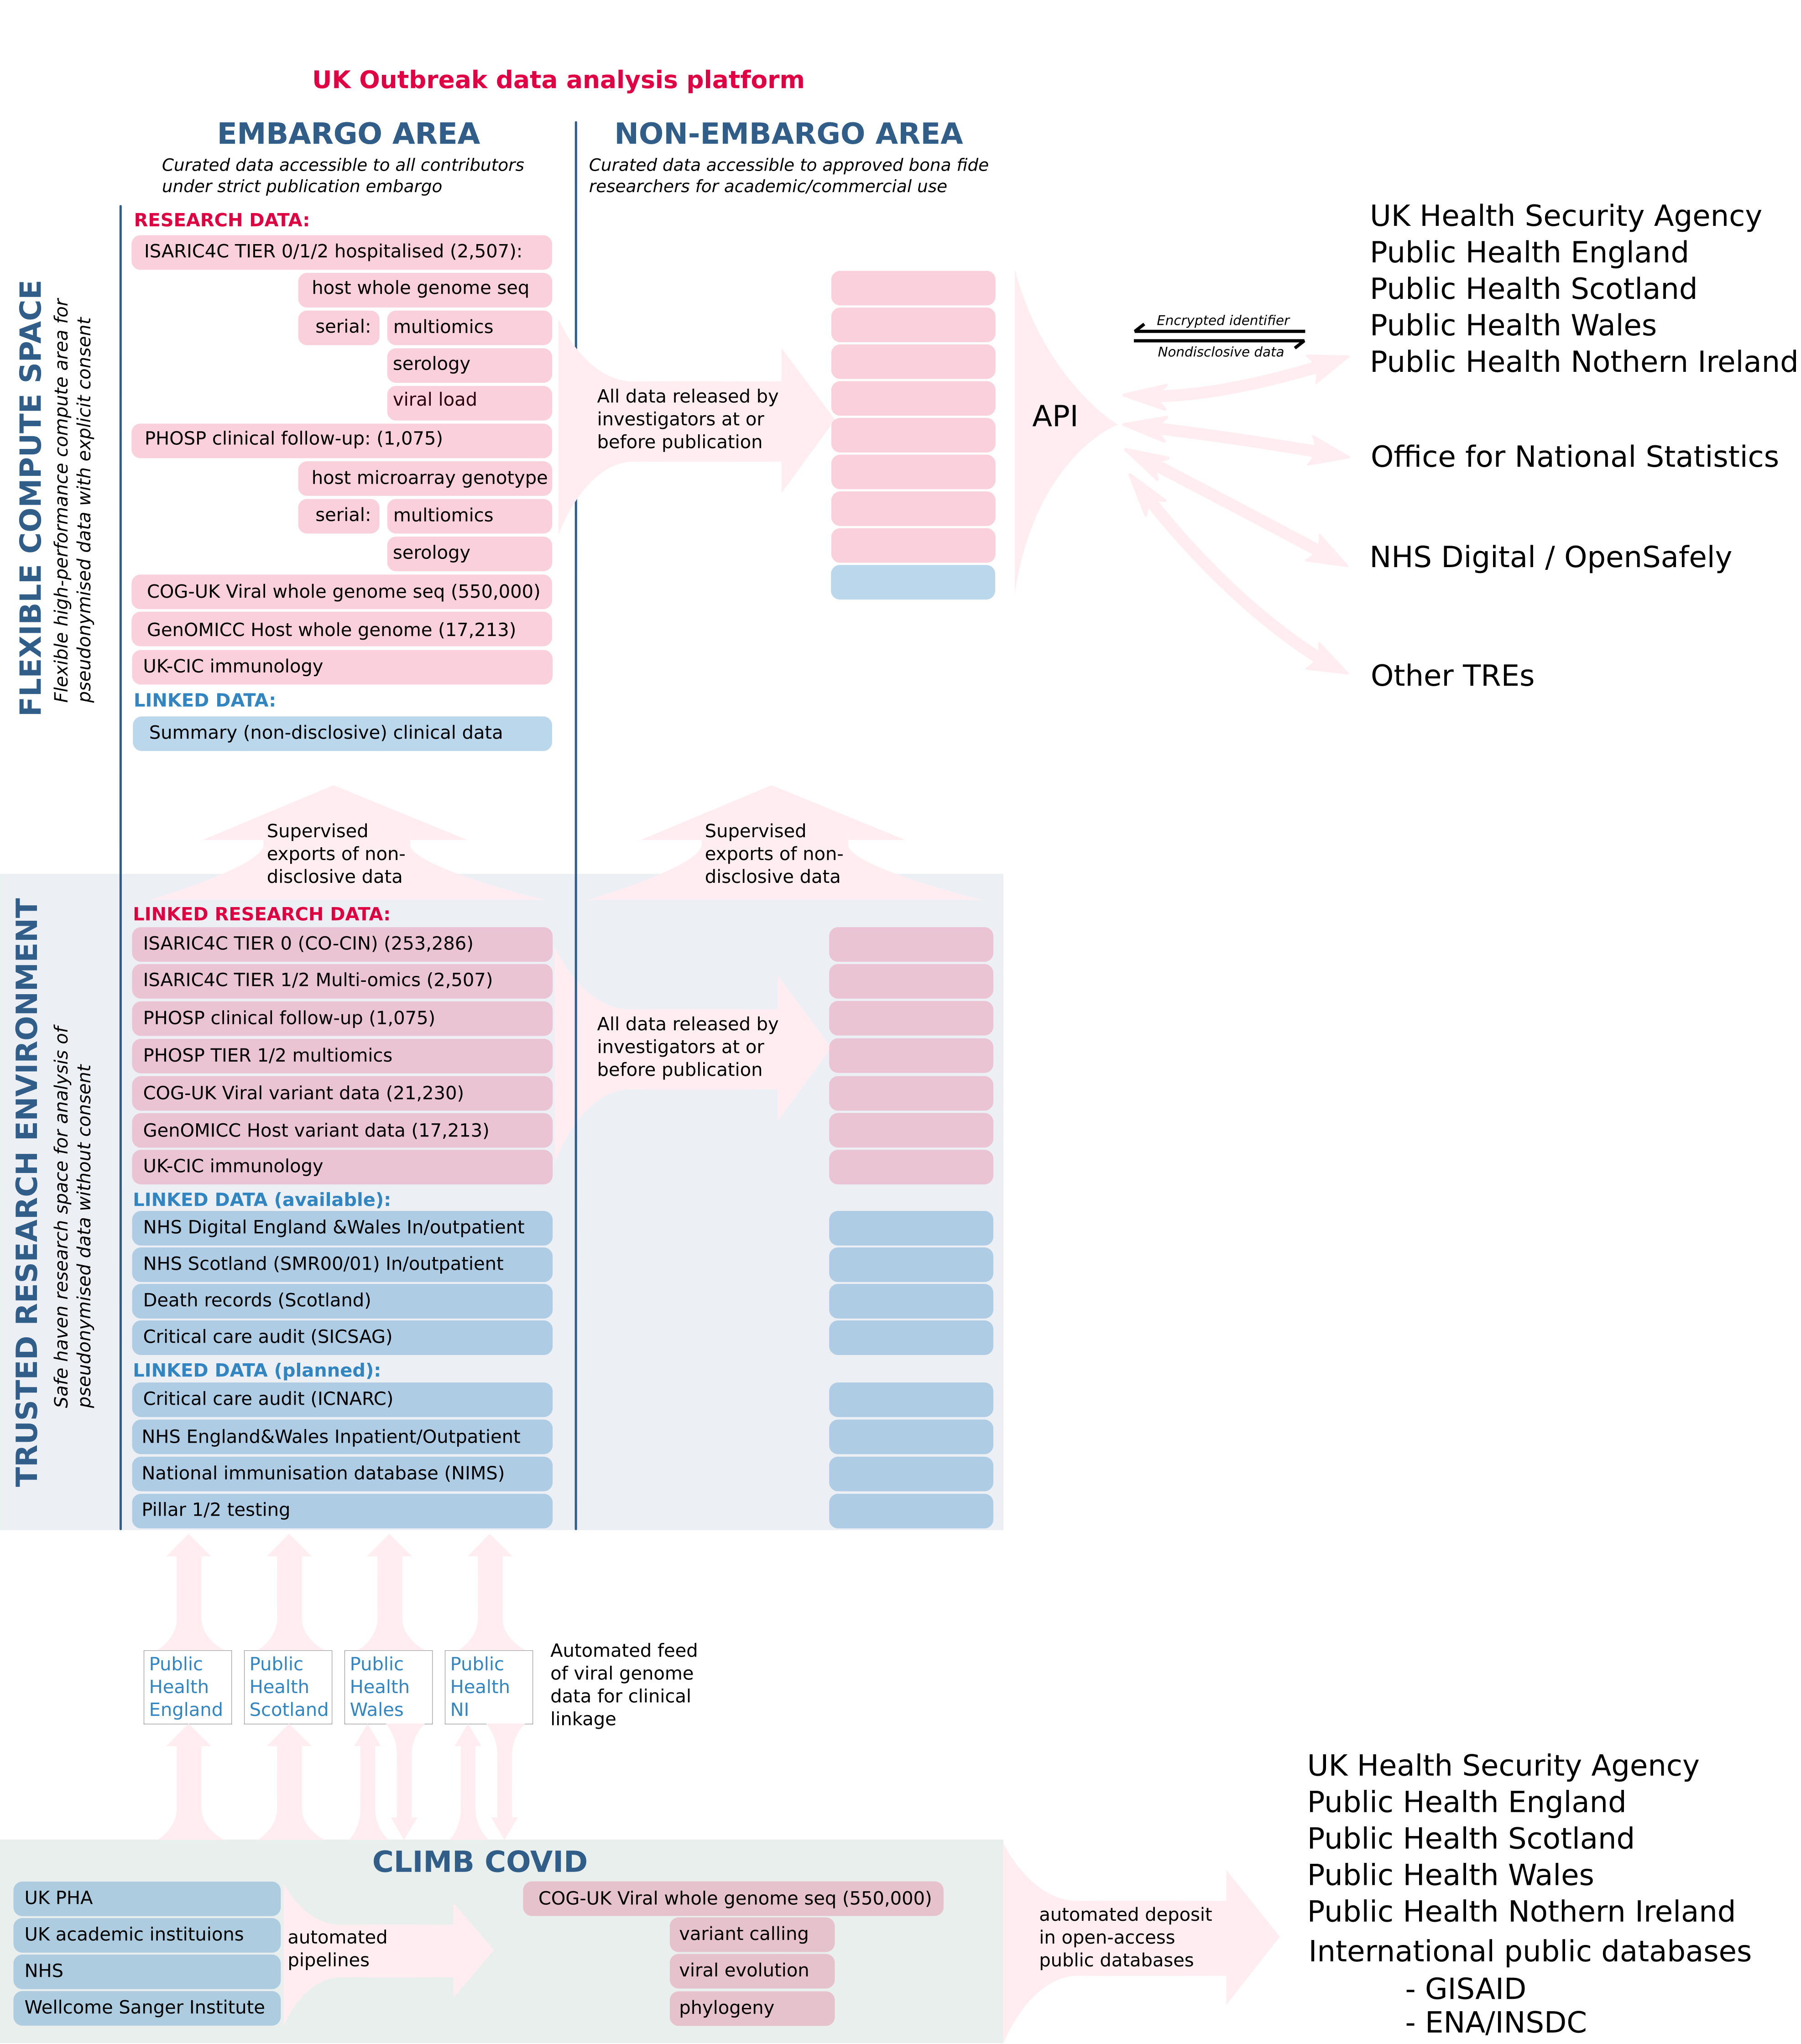 UK Outbreak data analysis platform
EMBARGO AREA
Curated data accessible to all contributors
under strict publication embargo
NON-EMBARGO AREA
Curated data accessible to approved bona fide
researchers for academic/commercial use
FLEXIBLE COMPUTE SPACE
Flexible high-performance compute area for
pseudonymised data with explicit consent
RESEARCH DATA:
ISARIC4C TIER 0/1/2 hospitalised (2,507):
host whole genome seq
serial:
multiomics
serology
viral load
PHOSP clinical follow-up: (1,075)
host microarray genotype
serial:
multiomics
serology
COG-UK Viral whole genome seq (550,000)
GenOMICC Host whole genome (17,213)
UK-CIC immunology
LINKED DATA:
Summary (non-disclosive) clinical data
All data released by
investigators at or
before publication
API
Encrypted identifier
Nondisclosive data
UK Health Security Agency
Public Health England
Public Health Scotland
Public Health Wales
Public Health Nothern Ireland
Office for National Statistics
NHS Digital / OpenSafely
Other TREs
Supervised
exports of non-
disclosive data
Supervised
exports of non-
disclosive data
TRUSTED RESEARCH ENVIRONMENT
Safe haven research space for analysis of
pseudonymised data without consent
LINKED RESEARCH DATA:
ISARIC4C TIER 0 (CO-CIN) (253,286)
ISARIC4C TIER 1/2 Multi-omics (2,507)
PHOSP clinical follow-up (1,075)
PHOSP TIER 1/2 multiomics
COG-UK Viral variant data (21,230)
GenOMICC Host variant data (17,213)
UK-CIC immunology
All data released by
investigators at or
before publication
LINKED DATA (available):
NHS Digital England &Wales In/outpatient
NHS Scotland (SMR00/01) In/outpatient
Death records (Scotland)
Critical care audit (SICSAG)
LINKED DATA (planned):
Critical care audit (ICNARC)
NHS England&Wales Inpatient/Outpatient
National immunisation database (NIMS)
Pillar 1/2 testing
Public
Health
England
Public
Health
Scotland
Public
Health
Wales
Public
Health
NI
Automated feed
of viral genome
data for clinical
linkage
CLIMB COVID
UK PHA
UK academic instituions
NHS
Wellcome Sanger Institute
automated
pipelines
COG-UK Viral whole genome seq (550,000)
variant calling
viral evolution
phylogeny
automated deposit
in open-access
public databases
UK Health Security Agency
Public Health England
Public Health Scotland
Public Health Wales
Public Health Nothern Ireland
International public databases
- GISAID
- ENA/INSDC